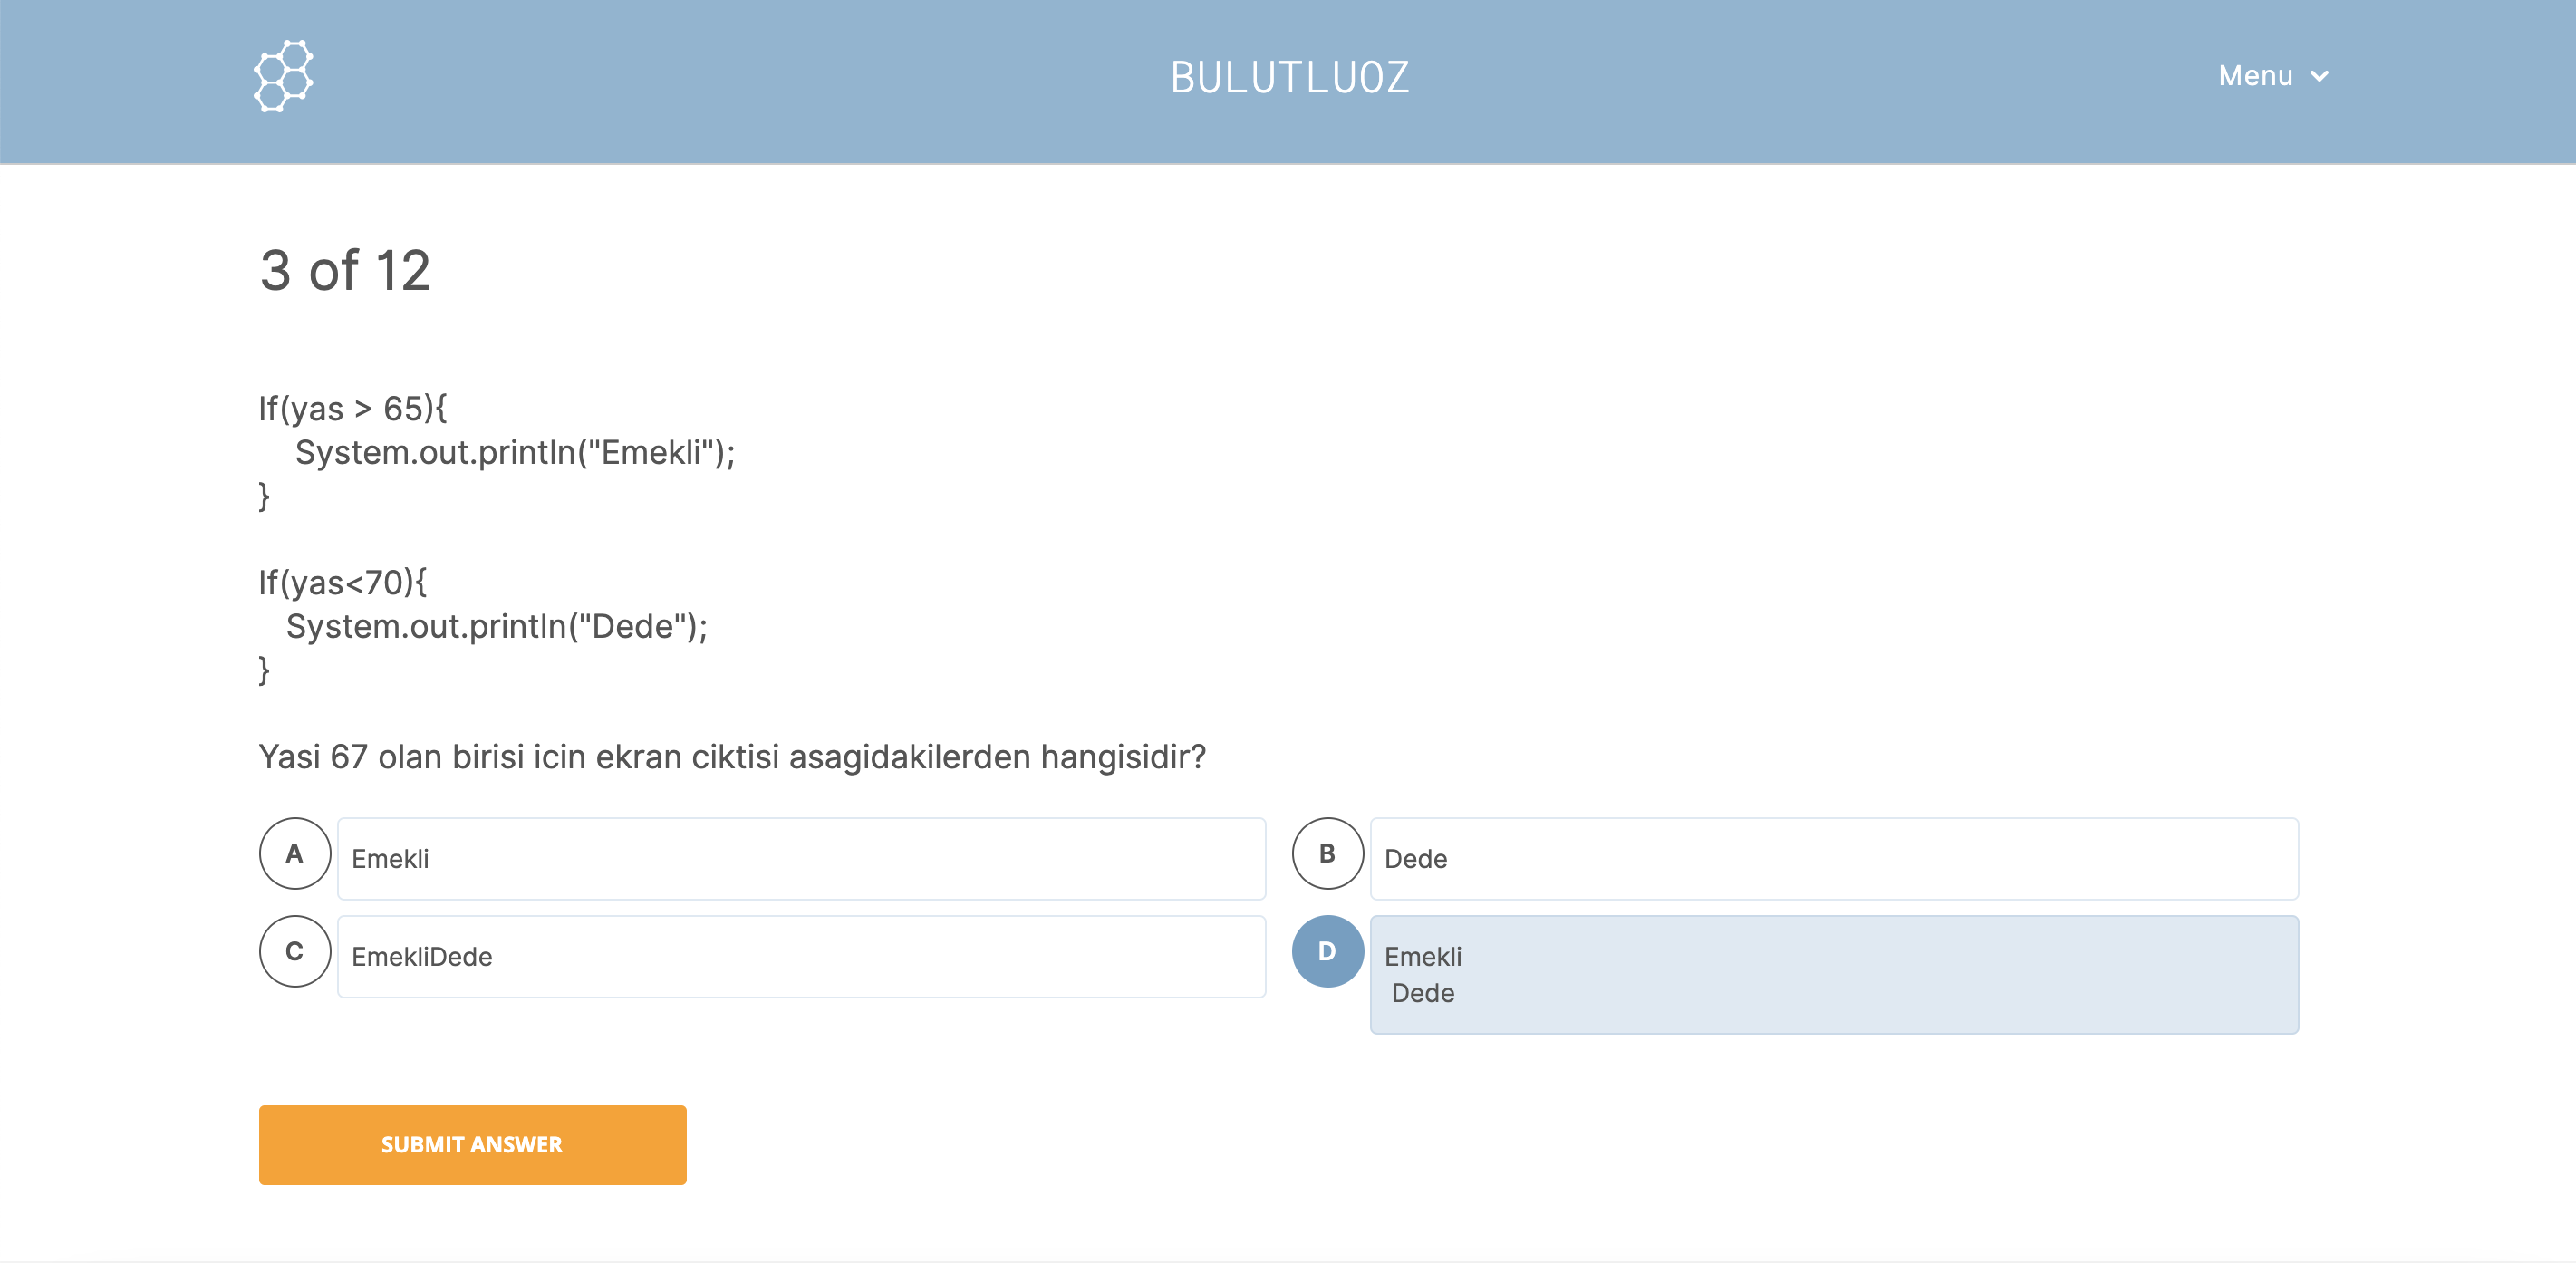 BULUTLUOZ
Menu
3 of 12
If(yas > 65){
System.out.println("Emekli");
}
If(yas<70){
System.out.println("Dede");
}
Yasi 67 olan birisi icin ekran ciktisi asagidakilerden hangisidir?
A Emekli
B Dede
C EmekliDede
D Emekli
Dede
SUBMIT ANSWER